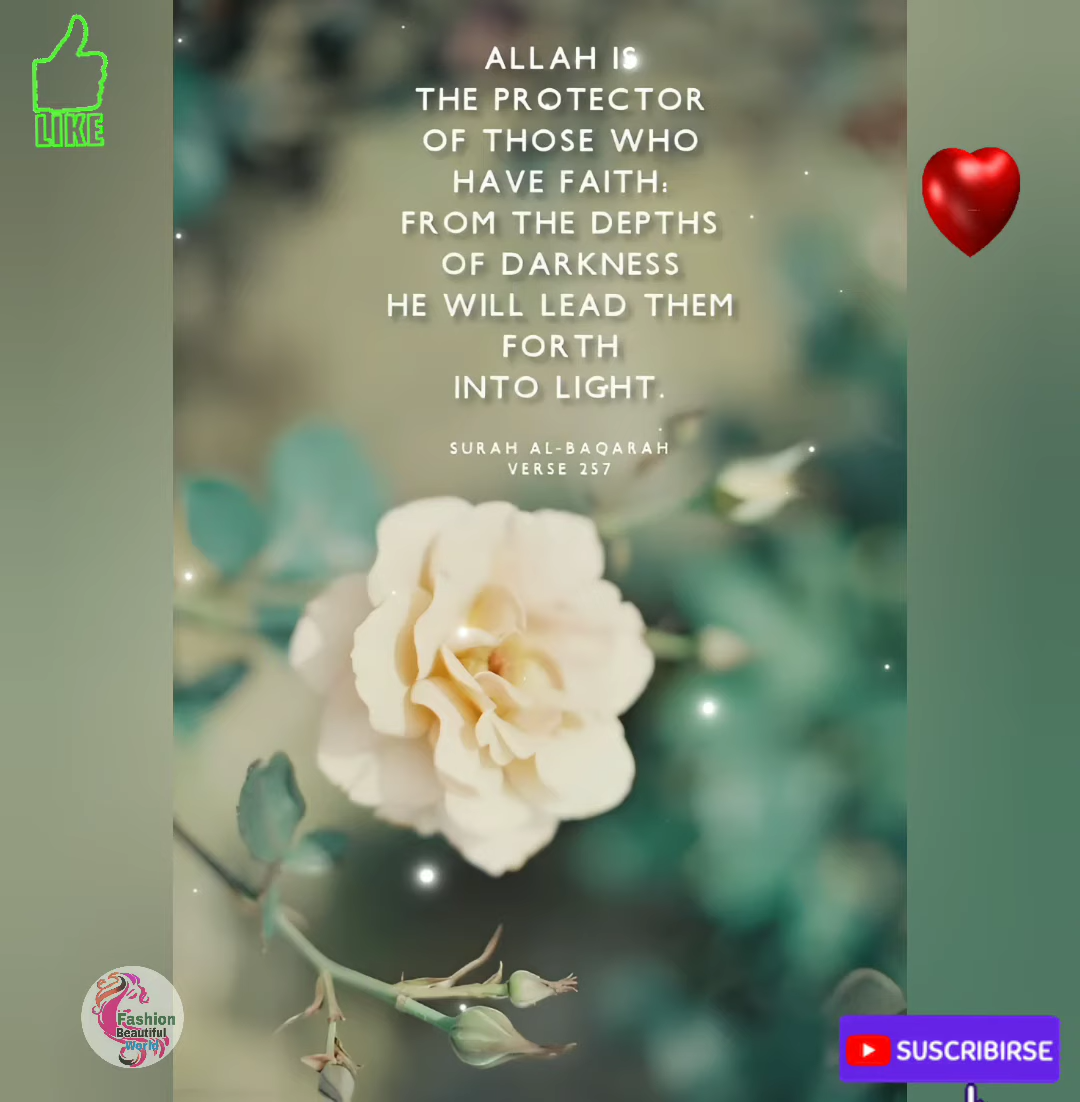 LIKE
ALLAH IS
THE PROTECTOR
OF THOSE WHO
HAVE FAITH:
FROM THE DEPTHS
OF DARKNESS
HE WILL LEAD THEM
FORTH
INTO LIGHT.
SURAH AL-BAQARAH
VERSE 257
Fashion
Beautiful
World
SUSCRIBIRSE